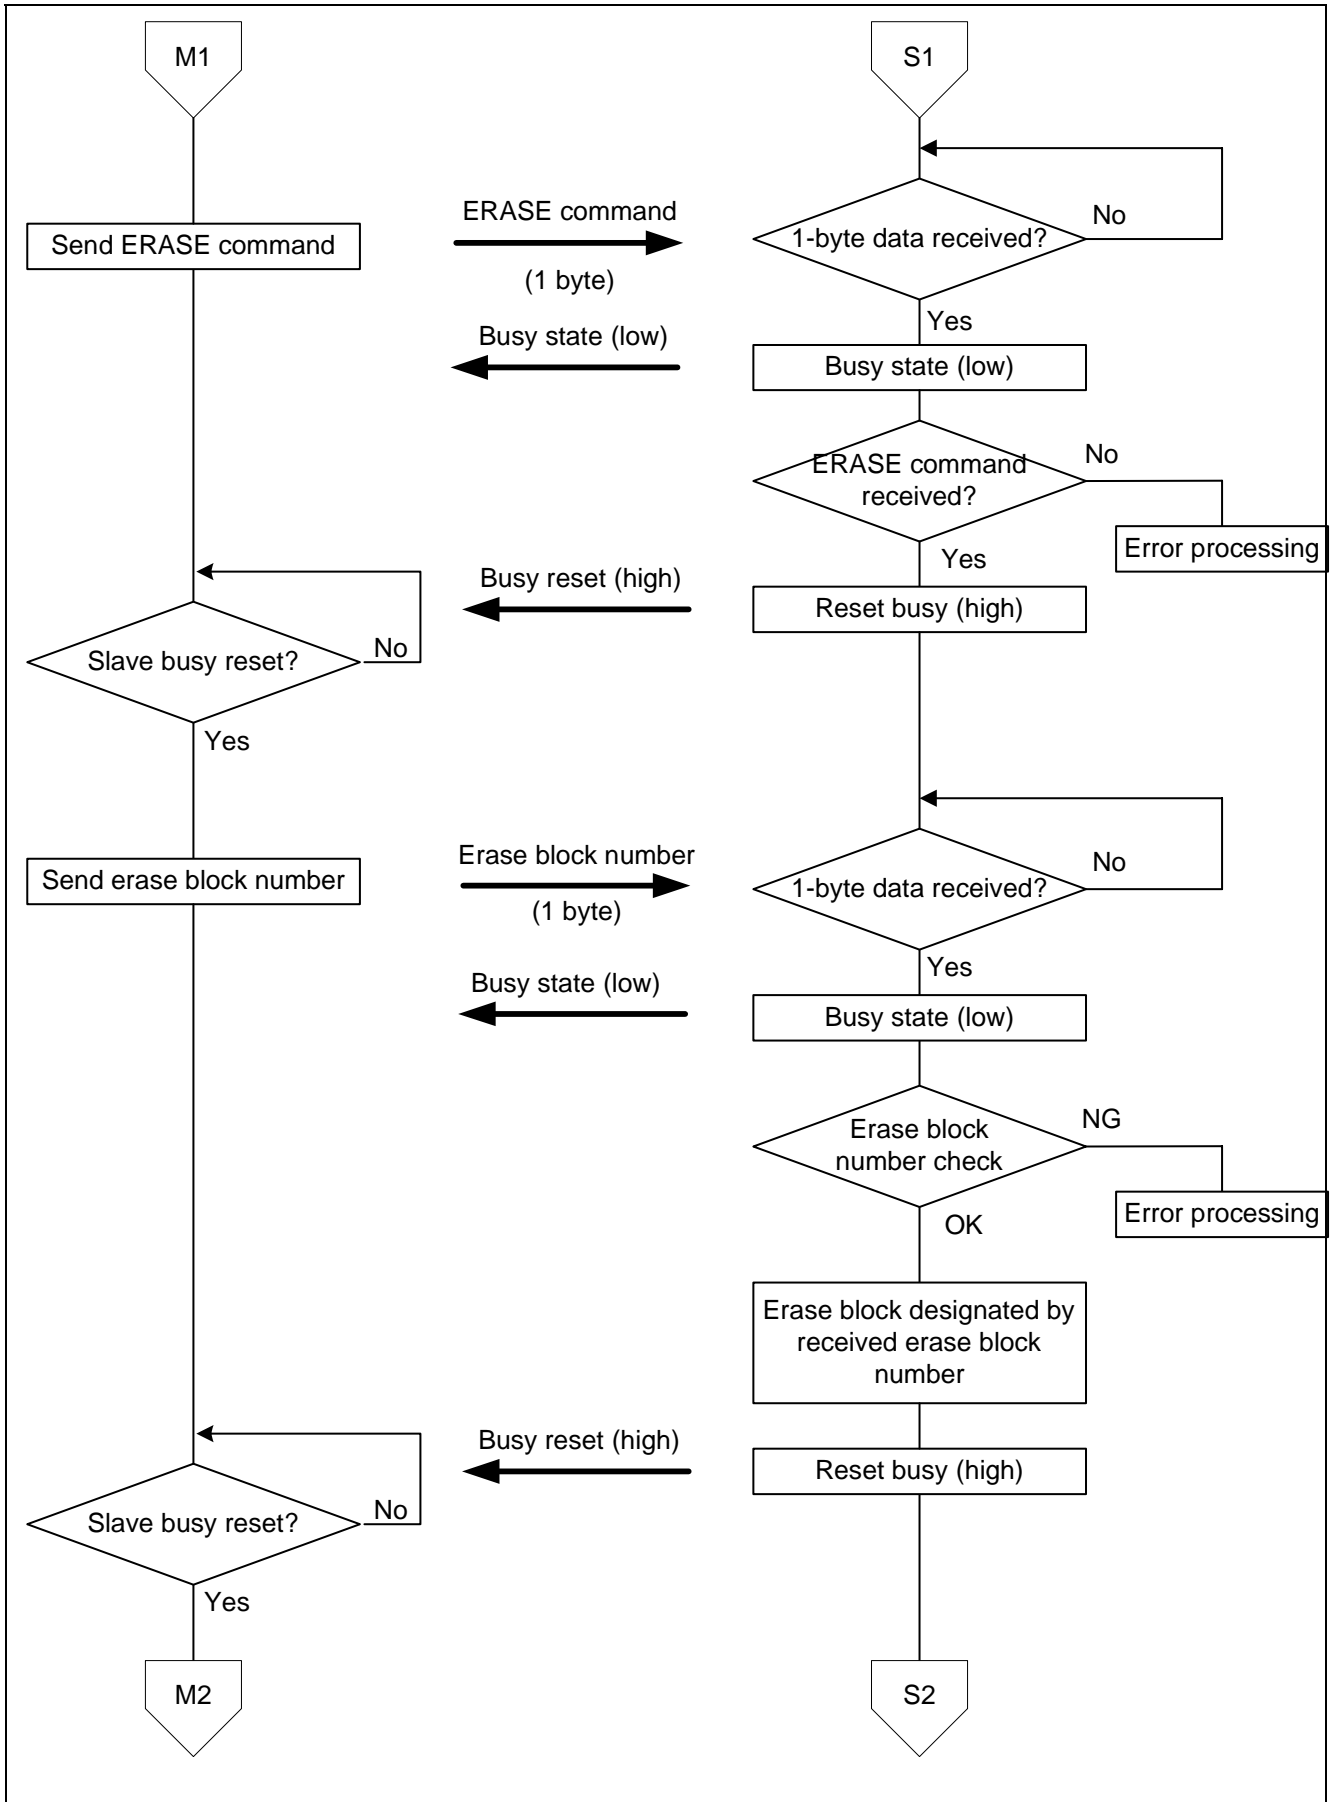 M1
S1
ERASE command
No
Send ERASE command
1-byte data received?
(1 byte)
Yes
Busy state (low)
Busy state (low)
No
ERASE command
received?
Error processing
Yes
Busy reset (high)
Reset busy (high)
No
Slave busy reset?
Yes
Erase block number
No
Send erase block number
1-byte data received?
(1 byte)
Yes
Busy state (low)
Busy state (low)
NG
Erase block
number check
Error processing
OK
Erase block designated by
received erase block
number
Busy reset (high)
Reset busy (high)
No
Slave busy reset?
Yes
M2
S2